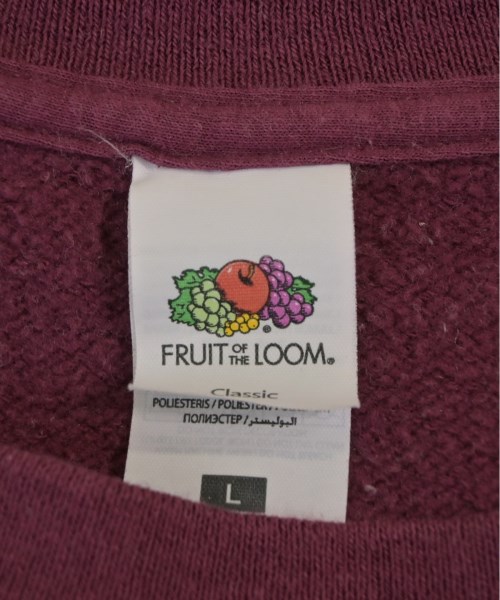 FRUIT OF THE LOOM®
Classic
POLIESTERIS / POLIESTER /
ПОЛИЭСТЕР / البوليستر
L